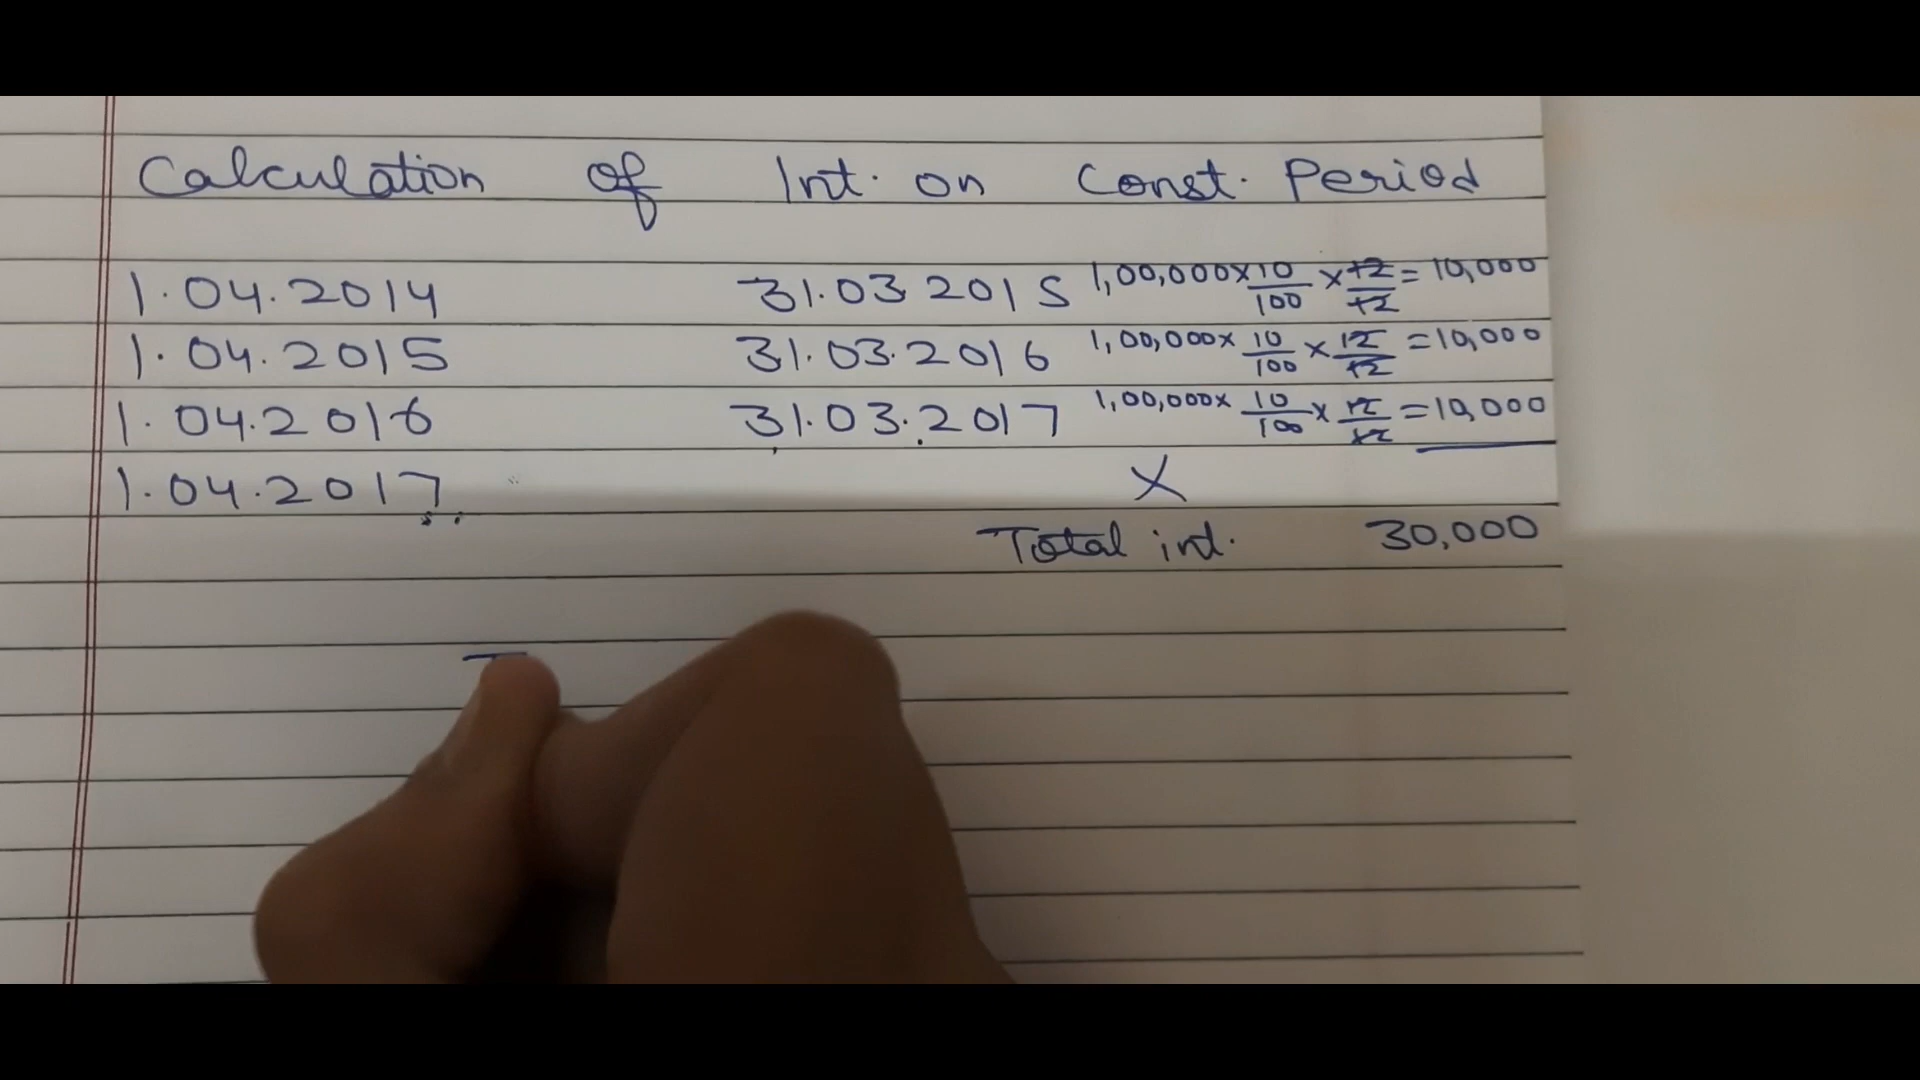 Calculation of Int. on Const. Period
1.04.2014 31.03.2015 1,00,000 × 10/100 × 12/12 = 10,000
1.04.2015 31.03.2016 1,00,000 × 10/100 × 12/12 = 10,000
1.04.2016 31.03.2017 1,00,000 × 10/100 × 12/12 = 10,000
1.04.2017 X
Total int. 30,000